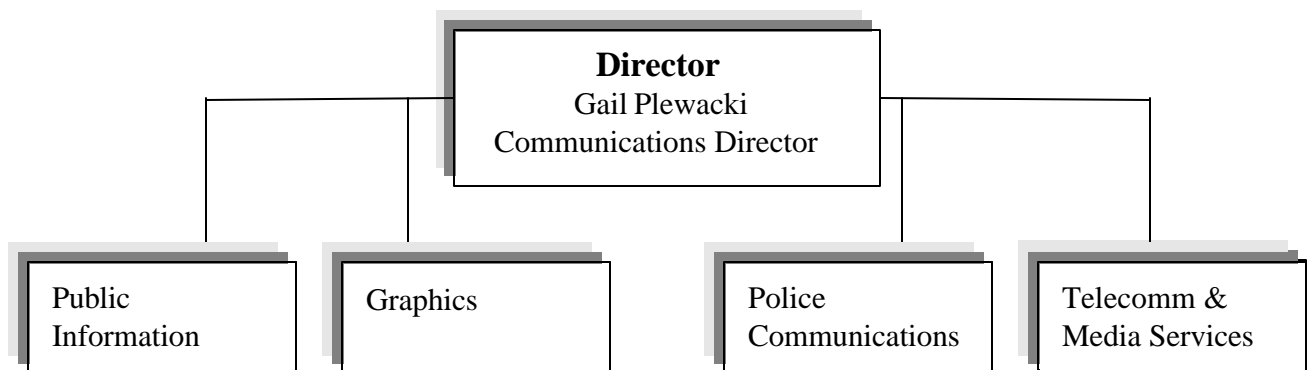 Director
Gail Plewacki
Communications Director
Public
Information
Graphics
Police
Communications
Telecomm &
Media Services